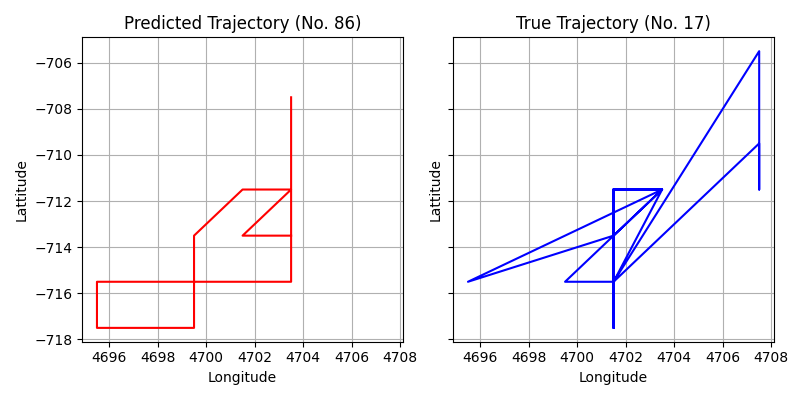 Predicted Trajectory (No. 86)
True Trajectory (No. 17)
−706
−708
−710
−712
−714
−716
−718
Lattitude
Lattitude
4696 4698 4700 4702 4704 4706 4708
4696 4698 4700 4702 4704 4706 4708
Longitude
Longitude